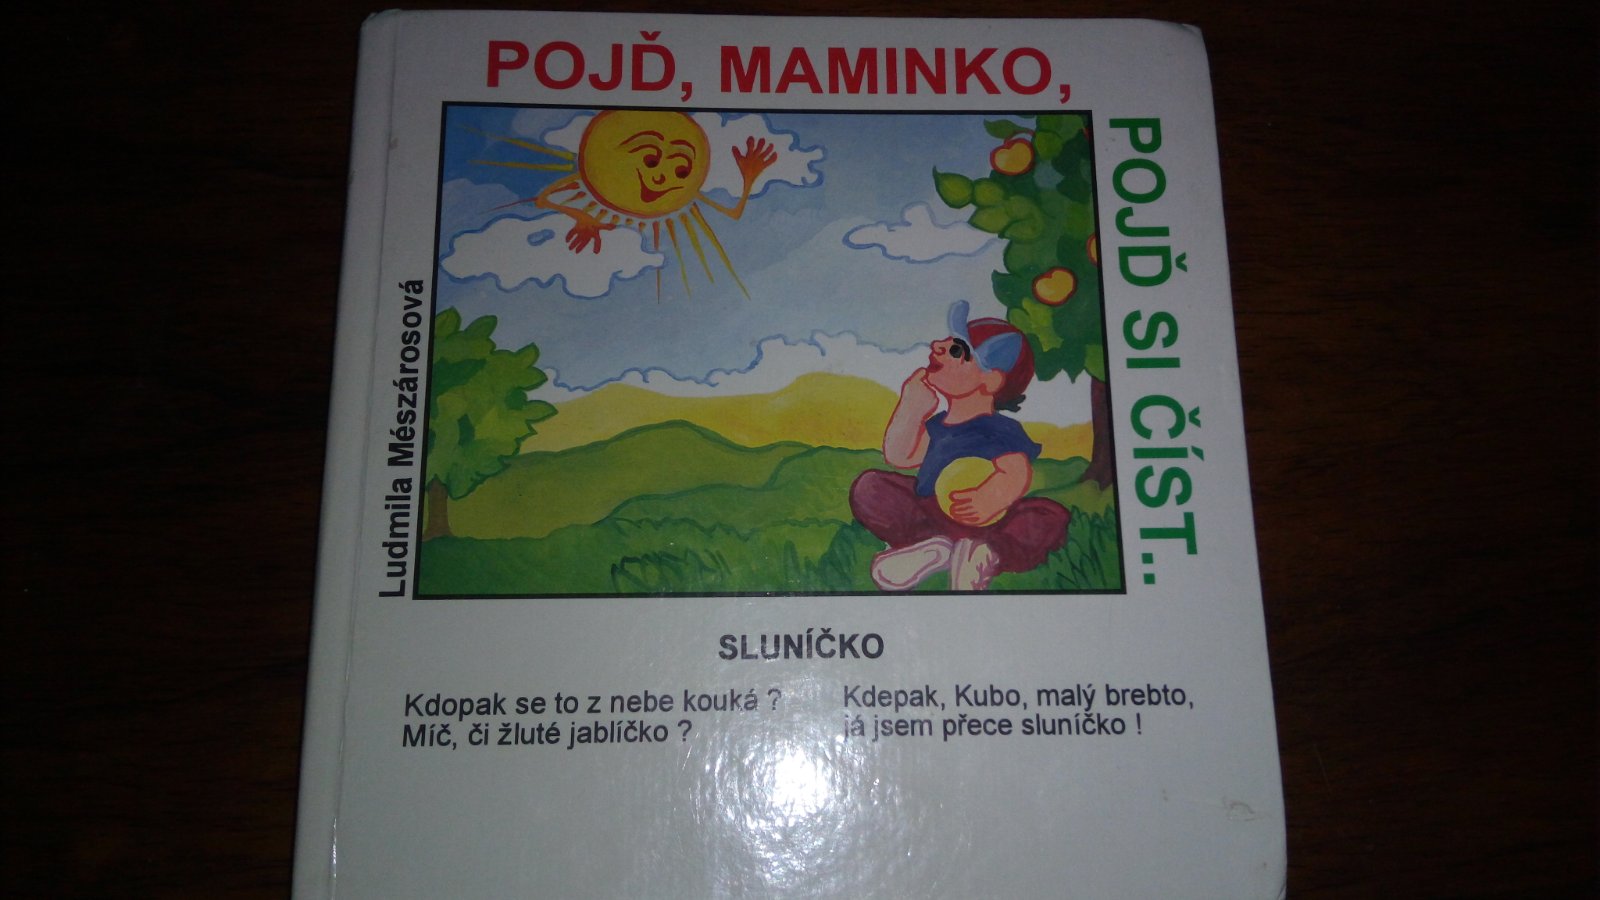 POJĎ, MAMINKO,
POJĎ SI ČÍST..
Ludmila Mészárosová
SLUNÍČKO
Kdopak se to z nebe kouká ?
Míč, či žluté jablíčko ?
Kdepak, Kubo, malý brebto,
já jsem přece sluníčko !